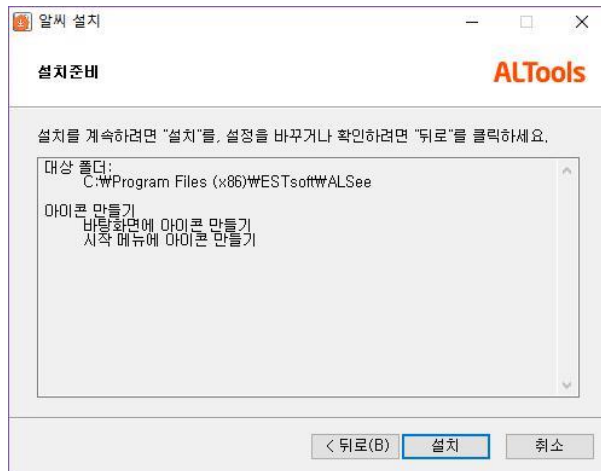 알씨 설치
설치준비
ALTools
설치를 계속하려면 "설치"를, 설정을 바꾸거나 확인하려면 "뒤로"를 클릭하세요.
대상 폴더:
C:₩Program Files (x86)₩ESTsoft₩ALSee
아이콘 만들기
바탕화면에 아이콘 만들기
시작 메뉴에 아이콘 만들기
< 뒤로(B)
설치
취소